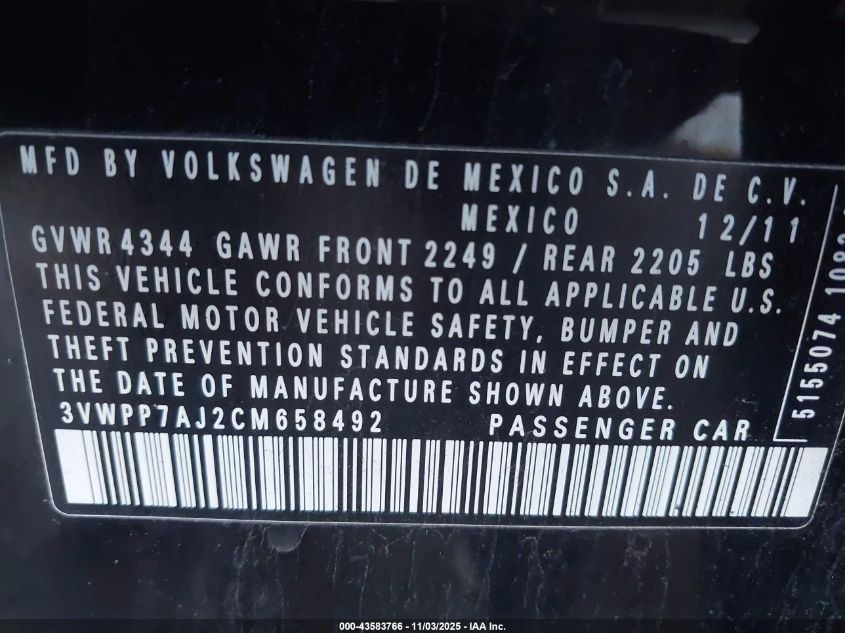 MFD BY VOLKSWAGEN DE MEXICO S.A. DE C.V.
MEXICO 12/11
GVWR 4344 GAWR FRONT 2249 / REAR 2205 LBS
THIS VEHICLE CONFORMS TO ALL APPLICABLE U.S.
FEDERAL MOTOR VEHICLE SAFETY, BUMPER AND
THEFT PREVENTION STANDARDS IN EFFECT ON
THE DATE OF MANUFACTURE SHOWN ABOVE.
3VWPP7AJ2CM658492 PASSENGER CAR
5155074
000-43583766 - 11/03/2025 - IAA Inc.